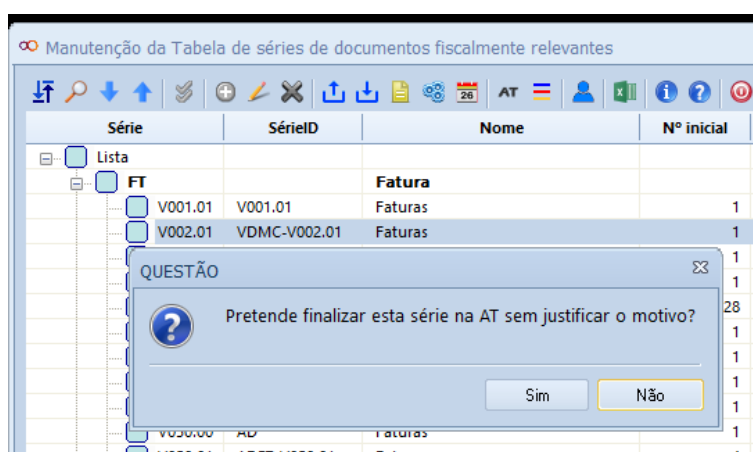 Manutenção da Tabela de séries de documentos fiscalmente relevantes
26 AT
Série SérieID Nome Nº inicial
Lista
FT Fatura
V001.01 V001.01 Faturas 1
V002.01 VDMC-V002.01 Faturas 1
1
QUESTÃO
1
Pretende finalizar esta série na AT sem justificar o motivo?
28
1
1
1
Sim Não
1
1